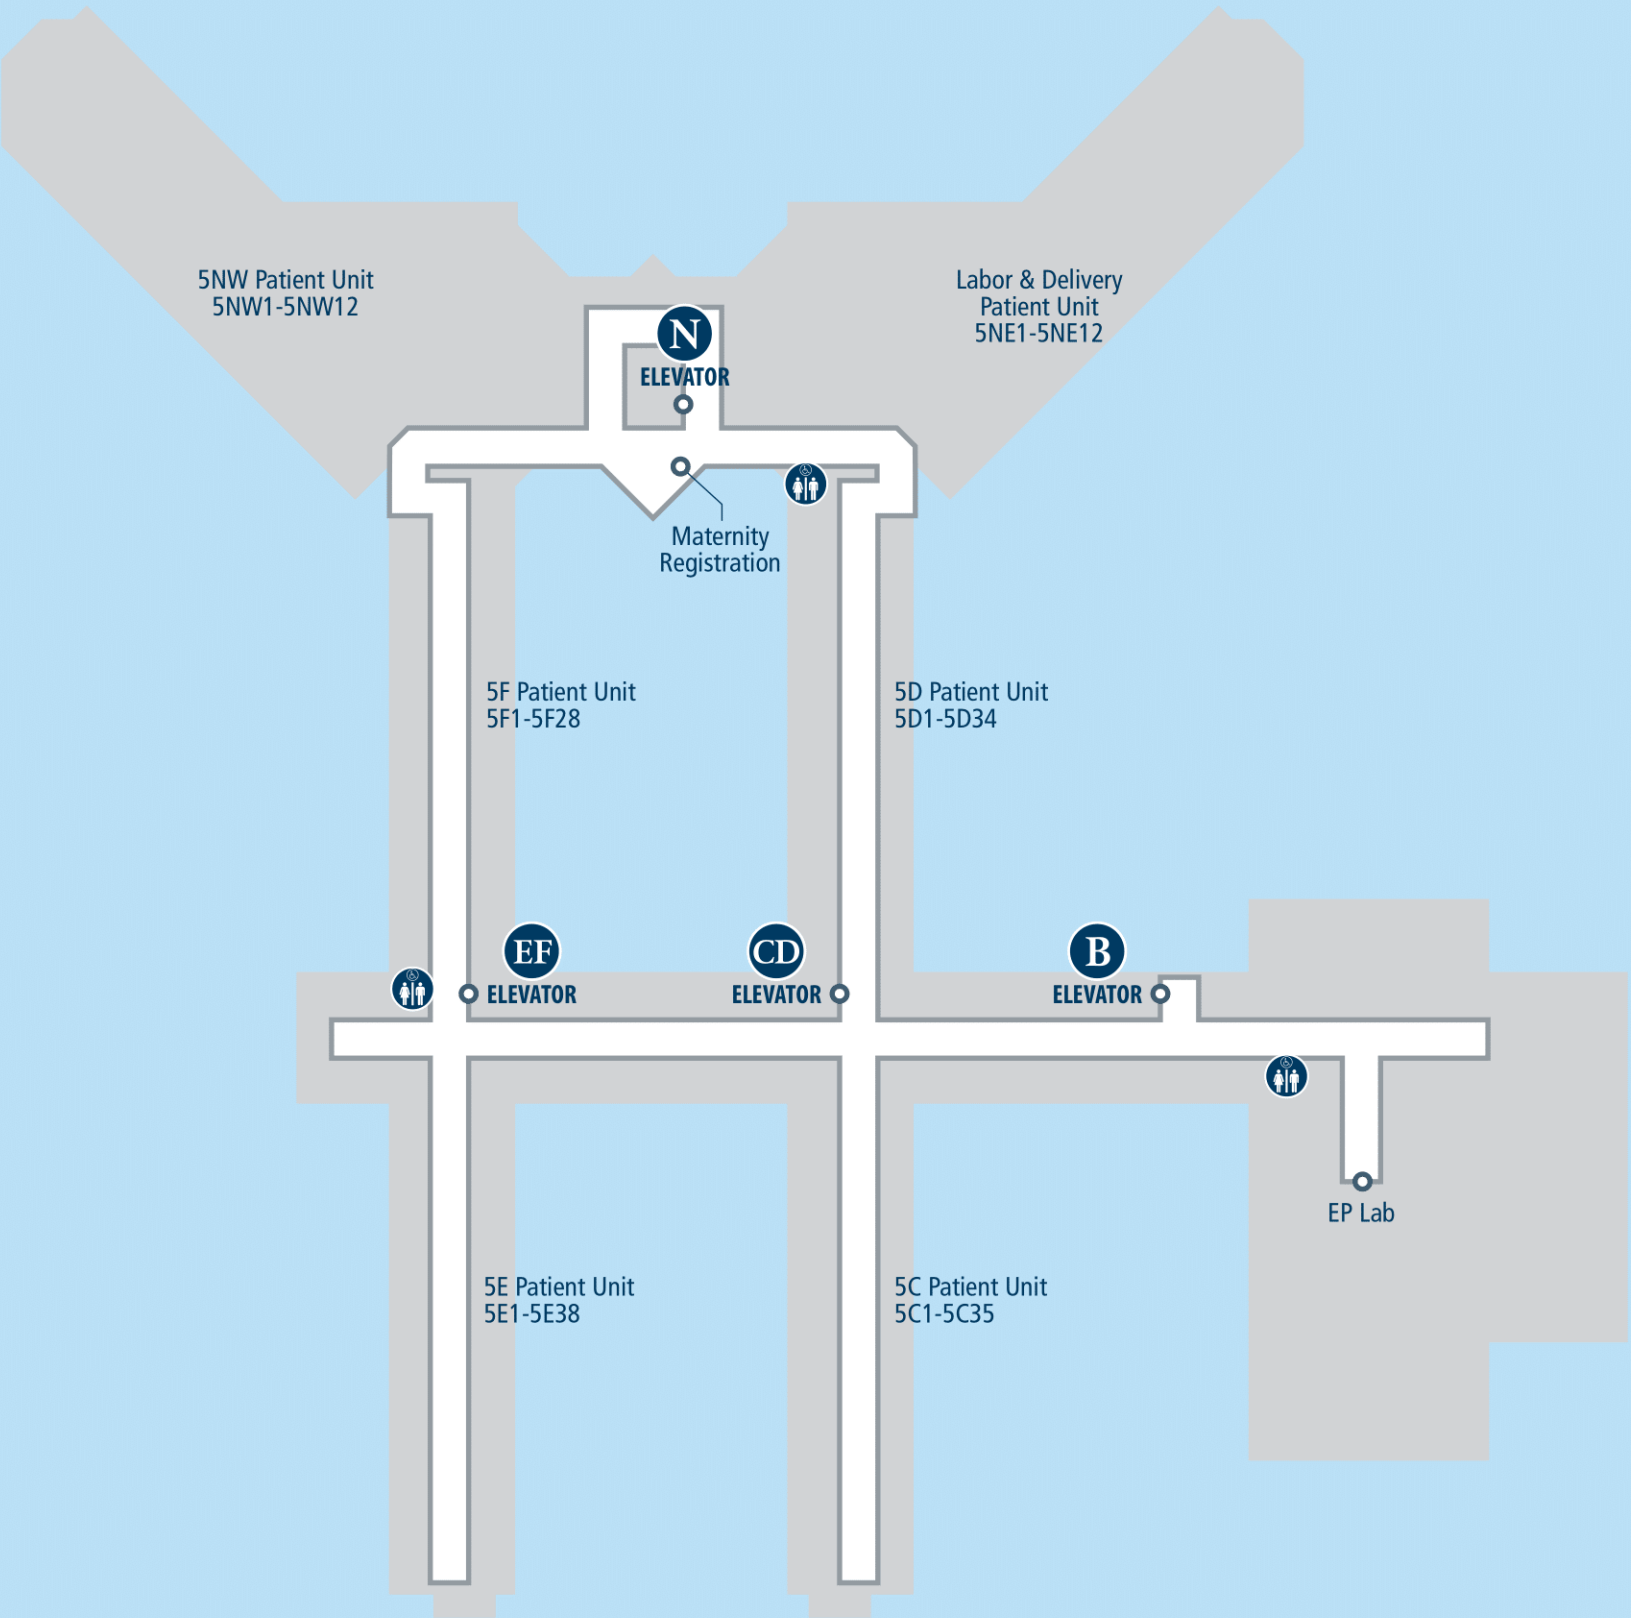 5NW Patient Unit
5NW1-5NW12
Labor & Delivery
Patient Unit
5NE1-5NE12
N
ELEVATOR
Maternity
Registration
5F Patient Unit
5F1-5F28
5D Patient Unit
5D1-5D34
EF
ELEVATOR
CD
ELEVATOR
B
ELEVATOR
EP Lab
5E Patient Unit
5E1-5E38
5C Patient Unit
5C1-5C35